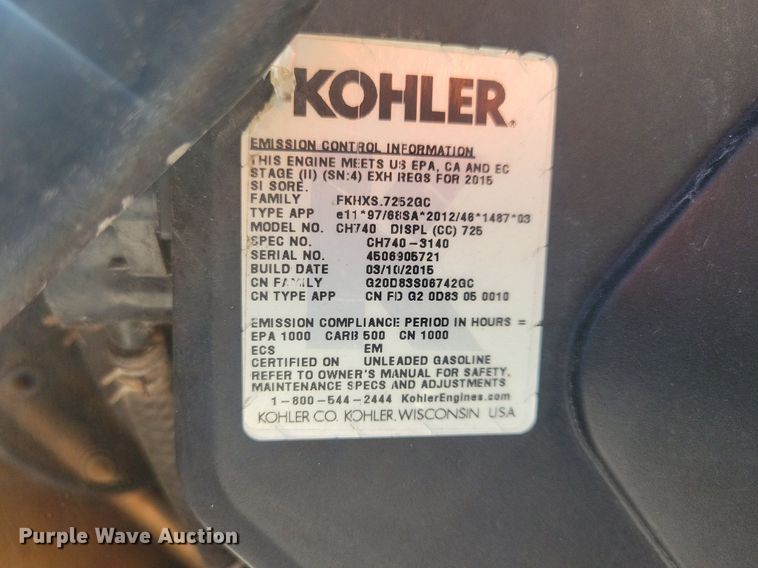 KOHLER.
EMISSION CONTROL INFORMATION
THIS ENGINE MEETS US EPA, CA AND EC
STAGE (II) (SN:4) EXH REGS FOR 2015
SI SORE.
FAMILY FKHXS.7252GC
TYPE APP e11*97/68SA*2012/46*1487*03
MODEL NO. CH740 DISPL (CC) 725
SPEC NO. CH740-3140
SERIAL NO. 4506905721
BUILD DATE 03/10/2015
CN FAMILY G20D83S06742GC
CN TYPE APP CN FD G2 0D83 05 0010
EMISSION COMPLIANCE PERIOD IN HOURS =
EPA 1000 CARB 500 CN 1000
ECS EM
CERTIFIED ON UNLEADED GASOLINE
REFER TO OWNER'S MANUAL FOR SAFETY,
MAINTENANCE SPECS AND ADJUSTMENTS
1-800-544-2444 KohlerEngines.com
KOHLER CO. KOHLER, WISCONSIN USA
Purple Wave Auction